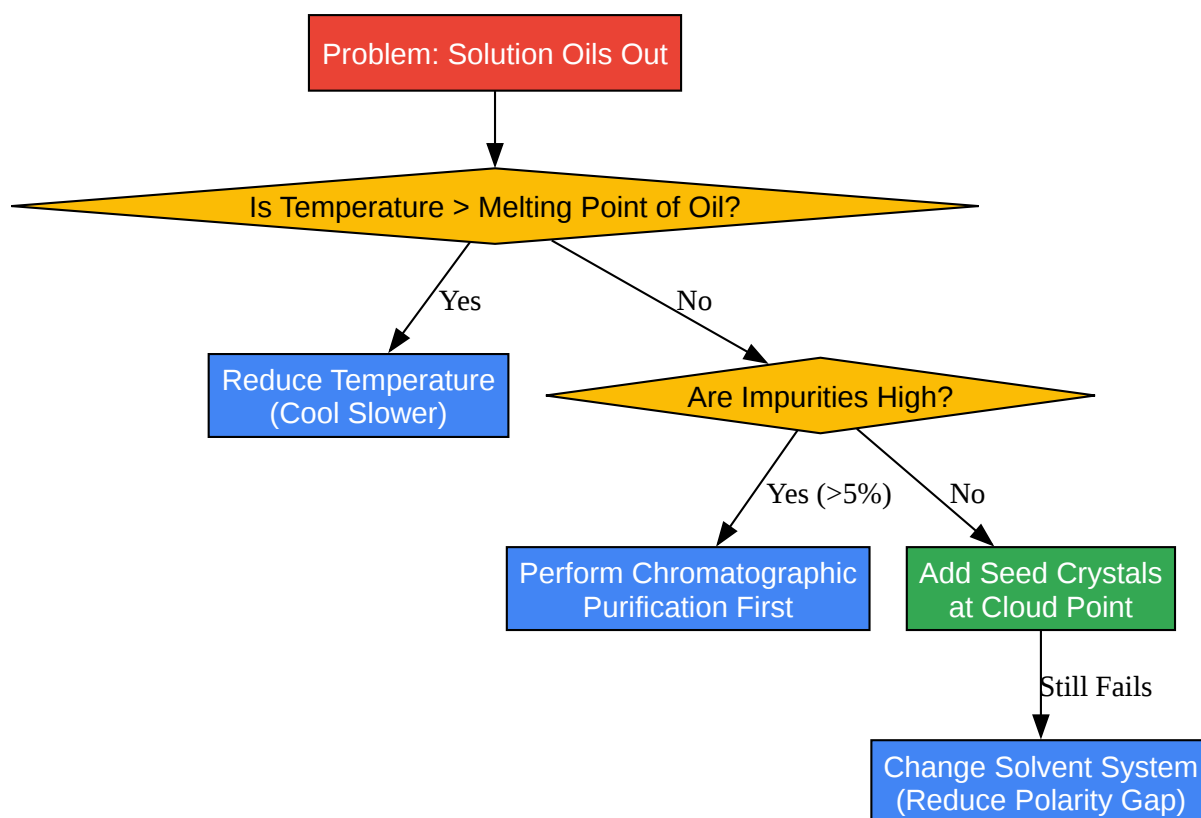 Problem: Solution Oils Out
Is Temperature > Melting Point of Oil?
Yes
No
Reduce Temperature
(Cool Slower)
Are Impurities High?
Yes (>5%)
No
Perform Chromatographic
Purification First
Add Seed Crystals
at Cloud Point
Still Fails
Change Solvent System
(Reduce Polarity Gap)